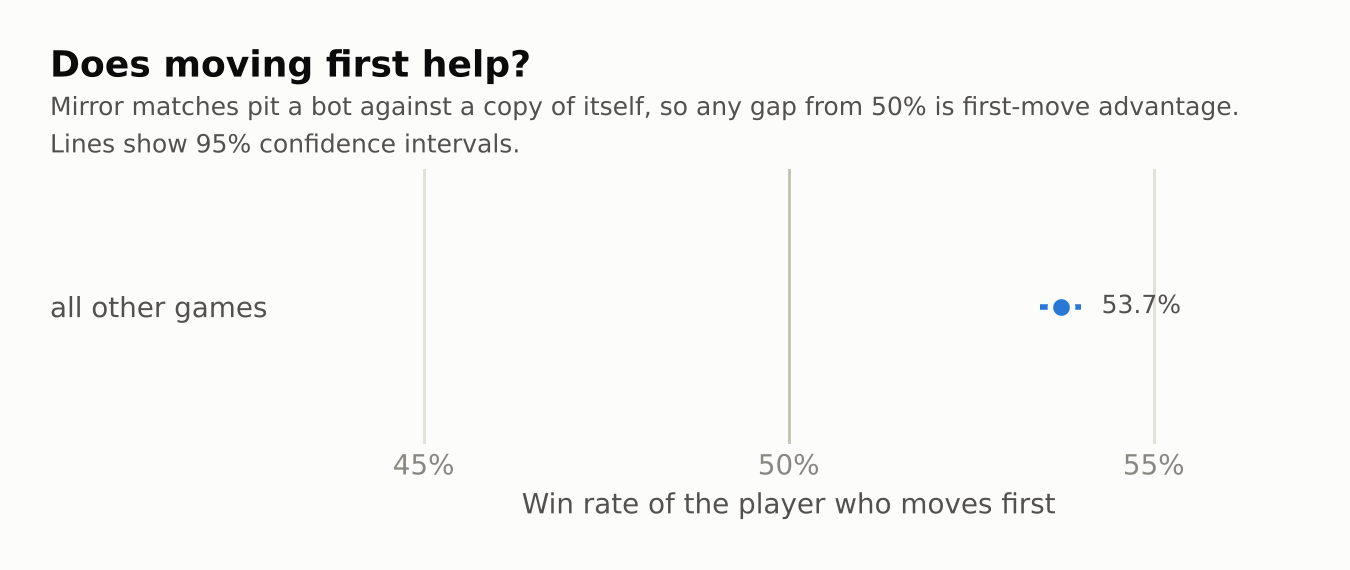 Does moving first help?
Mirror matches pit a bot against a copy of itself, so any gap from 50% is first-move advantage.
Lines show 95% confidence intervals.
all other games
53.7%
45%
50%
55%
Win rate of the player who moves first